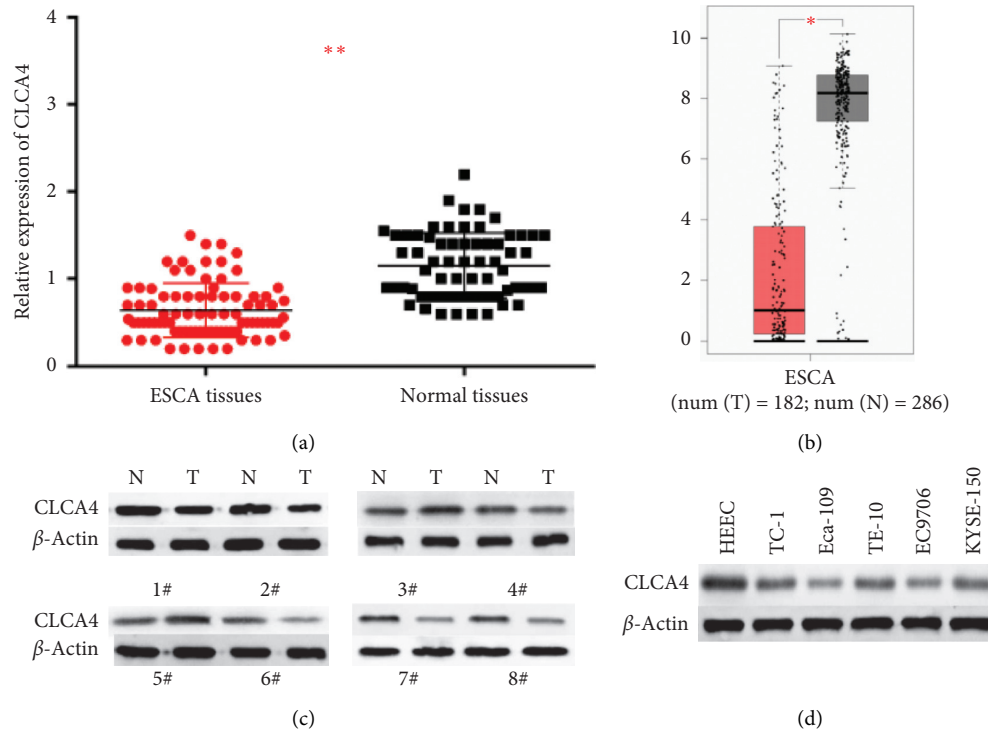 4
3
2
1
0
Relative expression of CLCA4
**
ESCA tissues
Normal tissues
(a)
10
8
6
4
2
0
*
ESCA
(num (T) = 182; num (N) = 286)
(b)
N T N T
CLCA4
β-Actin
1# 2#
N T N T
3# 4#
CLCA4
β-Actin
5# 6#
7# 8#
(c)
HEEC TC-1 Eca-109 TE-10 EC9706 KYSE-150
CLCA4
β-Actin
(d)